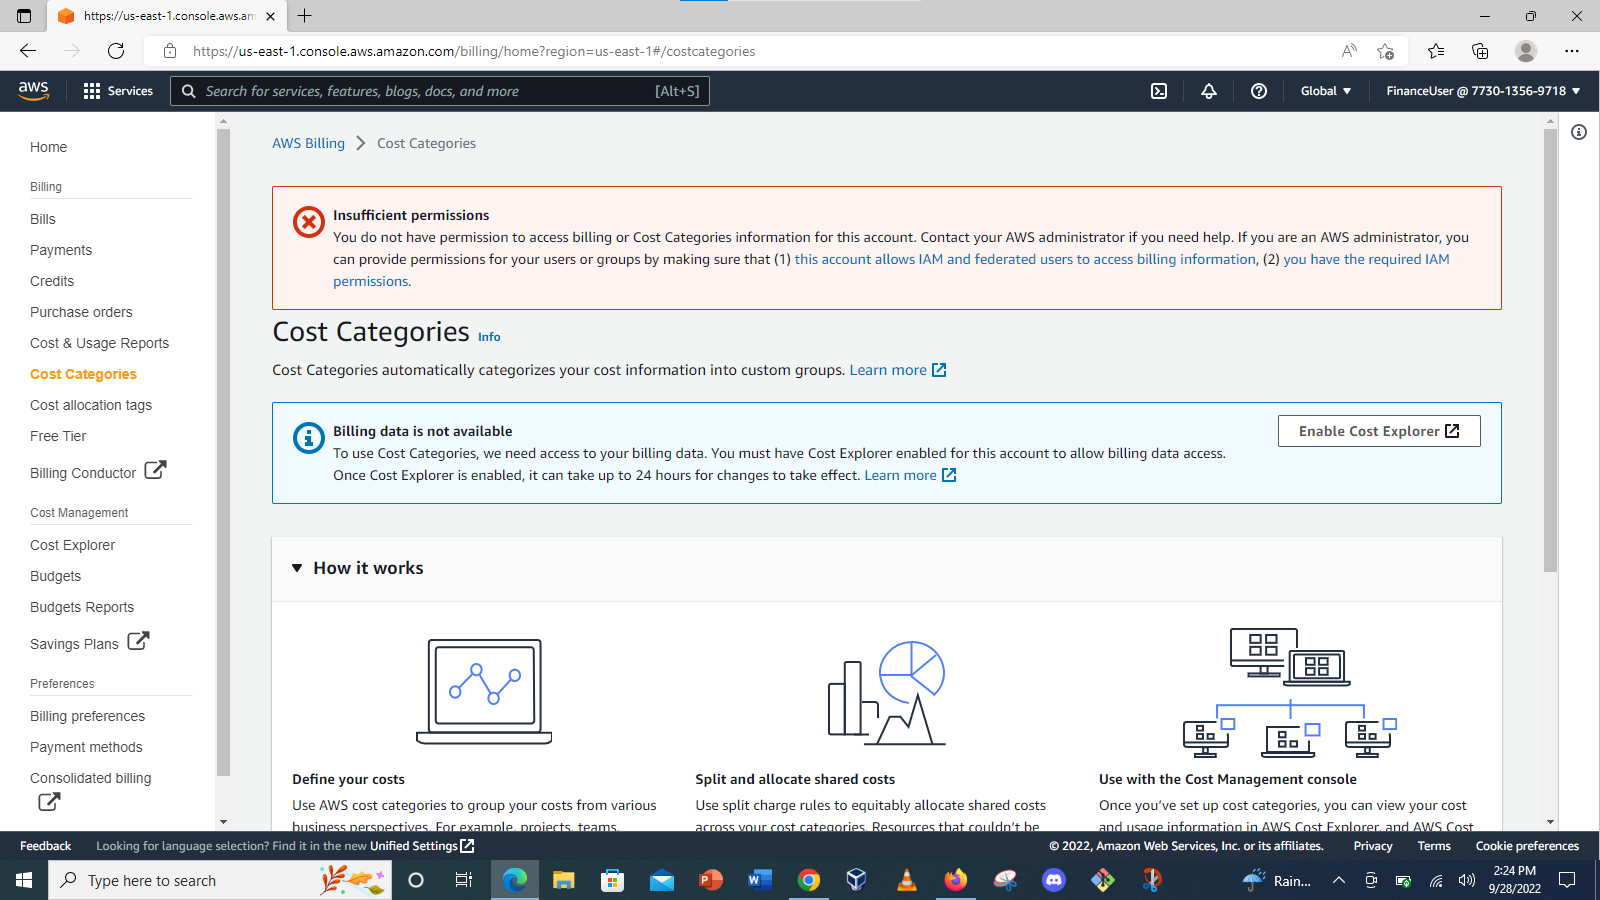 https://us-east-1.console.aws.am
https://us-east-1.console.aws.amazon.com/billing/home?region=us-east-1#/costcategories
aws
Services
Search for services, features, blogs, docs, and more
[Alt+S]
Global
FinanceUser @ 7730-1356-9718
Home
Billing
Bills
Payments
Credits
Purchase orders
Cost & Usage Reports
Cost Categories
Cost allocation tags
Free Tier
Billing Conductor
Cost Management
Cost Explorer
Budgets
Budgets Reports
Savings Plans
Preferences
Billing preferences
Payment methods
Consolidated billing
AWS Billing
Cost Categories
Insufficient permissions
You do not have permission to access billing or Cost Categories information for this account. Contact your AWS administrator if you need help. If you are an AWS administrator, you
can provide permissions for your users or groups by making sure that (1) this account allows IAM and federated users to access billing information, (2) you have the required IAM
permissions.
Cost Categories Info
Cost Categories automatically categorizes your cost information into custom groups. Learn more
Billing data is not available
To use Cost Categories, we need access to your billing data. You must have Cost Explorer enabled for this account to allow billing data access.
Once Cost Explorer is enabled, it can take up to 24 hours for changes to take effect. Learn more
Enable Cost Explorer
How it works
Define your costs
Use AWS cost categories to group your costs from various
business perspectives. For example, projects, teams,
Split and allocate shared costs
Use split charge rules to equitably allocate shared costs
across your cost categories. Resources that couldn't be
Use with the Cost Management console
Once you've set up cost categories, you can view your cost
and usage information in AWS Cost Explorer, and AWS Cost
Feedback
Looking for language selection? Find it in the new Unified Settings
© 2022, Amazon Web Services, Inc. or its affiliates.
Privacy
Terms
Cookie preferences
Type here to search
Rain...
2:24 PM
9/28/2022